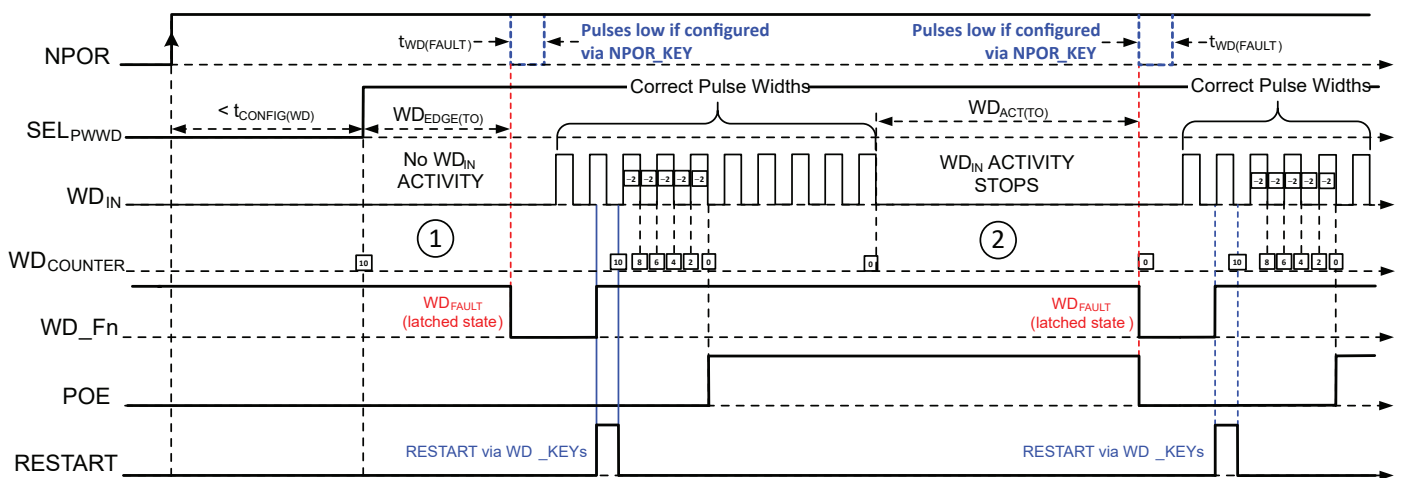 NPOR
tWD(FAULT)
Pulses low if configured
via NPOR_KEY
Pulses low if configured
via NPOR_KEY
tWD(FAULT)
SELPWWD
< tCONFIG(WD)
WDEDGE(TO)
Correct Pulse Widths
WDACT(TO)
Correct Pulse Widths
WDIN
No WDIN
ACTIVITY
−2 −2 −2 −2 −2
WDIN ACTIVITY
STOPS
−2 −2 −2 −2 −2
1
2
WDCOUNTER
10 10 8 6 4 2 0 0 0 10 8 6 4 2 0
WD_Fn
WDFAULT
(latched state)
WDFAULT
(latched state)
POE
RESTART
RESTART via WD _KEYs
RESTART via WD _KEYs